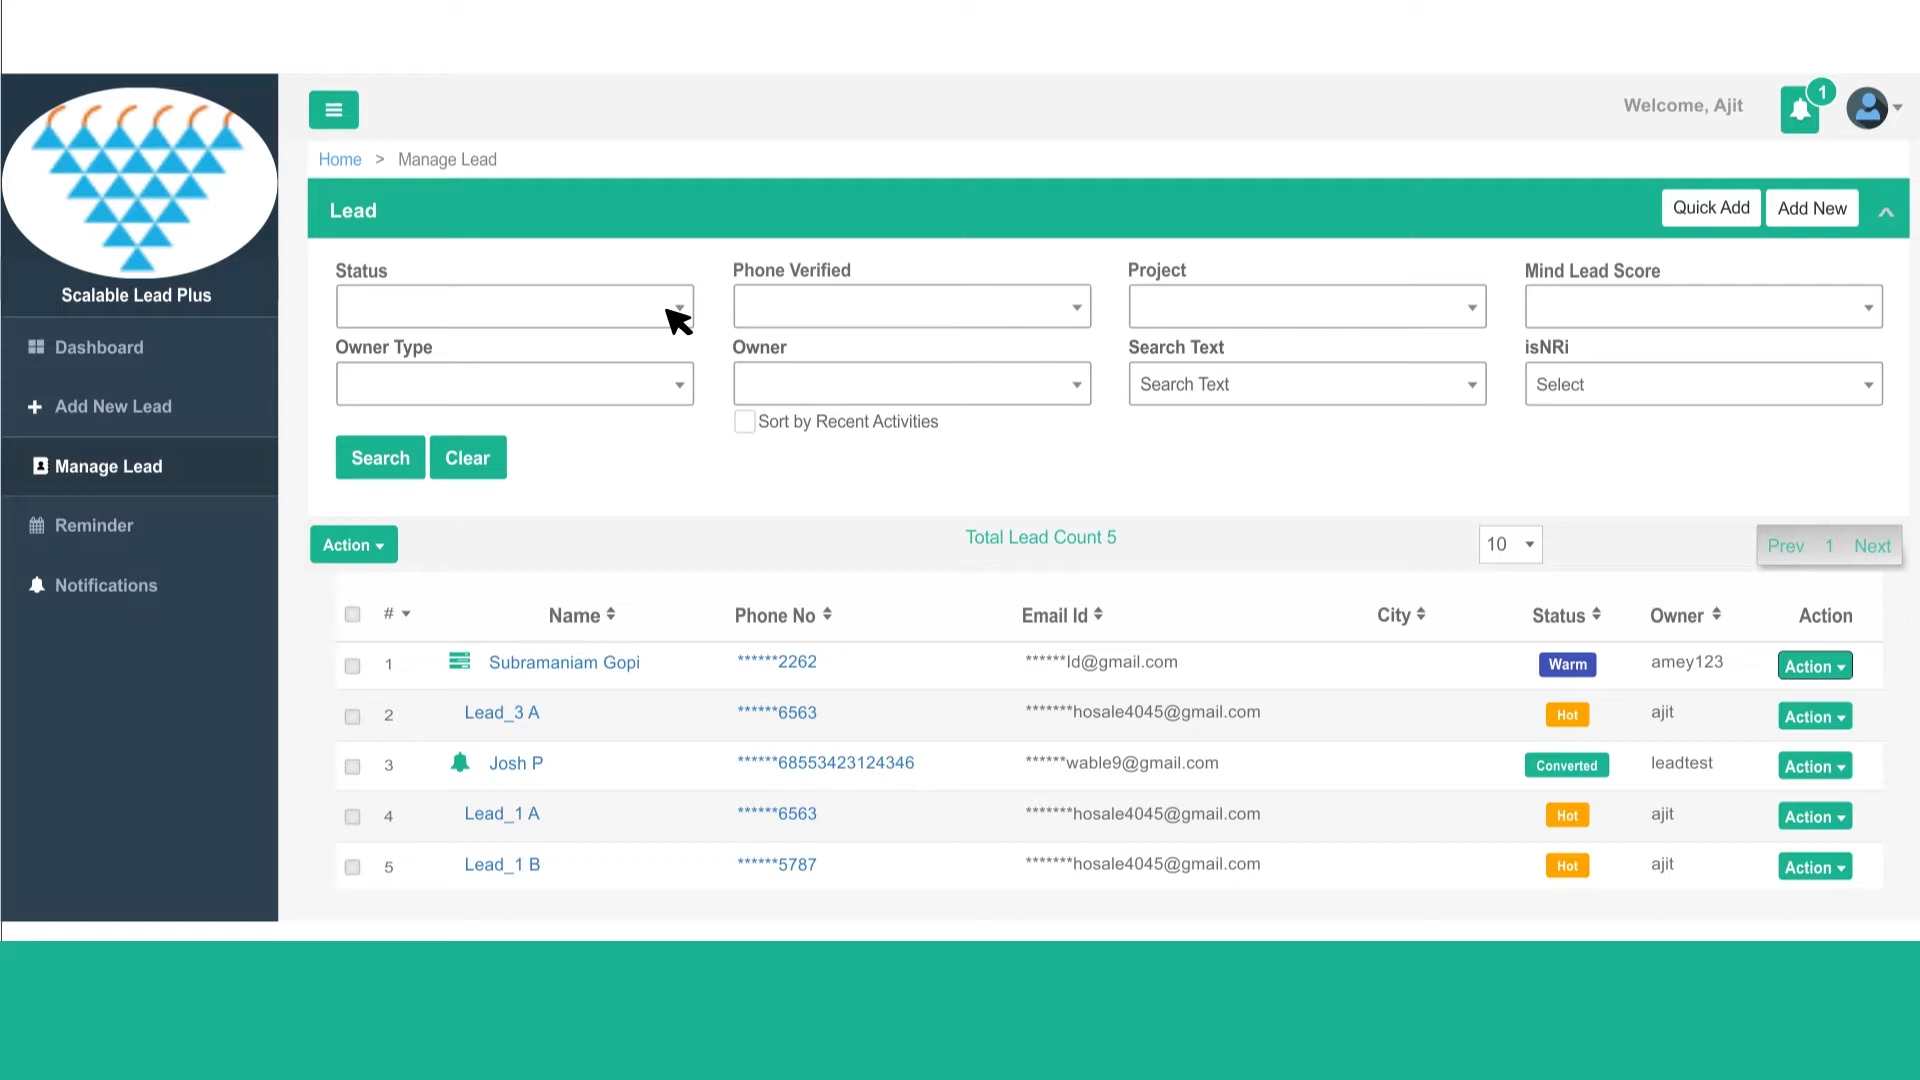 Welcome, Ajit
1
Home > Manage Lead
Lead
Quick Add
Add New
Scalable Lead Plus
Dashboard
Add New Lead
Manage Lead
Reminder
Notifications
Status
Phone Verified
Project
Mind Lead Score
Owner Type
Owner
Search Text
isNRi
Search Text
Select
Sort by Recent Activities
Search
Clear
Action
Total Lead Count 5
10
Prev 1 Next
# Name Phone No Email Id City Status Owner Action
1 Subramaniam Gopi ******2262 ******ld@gmail.com Warm amey123 Action
2 Lead_3 A ******6563 *******hosale4045@gmail.com Hot ajit Action
3 Josh P ******68553423124346 ******wable9@gmail.com Converted leadtest Action
4 Lead_1 A ******6563 *******hosale4045@gmail.com Hot ajit Action
5 Lead_1 B ******5787 *******hosale4045@gmail.com Hot ajit Action